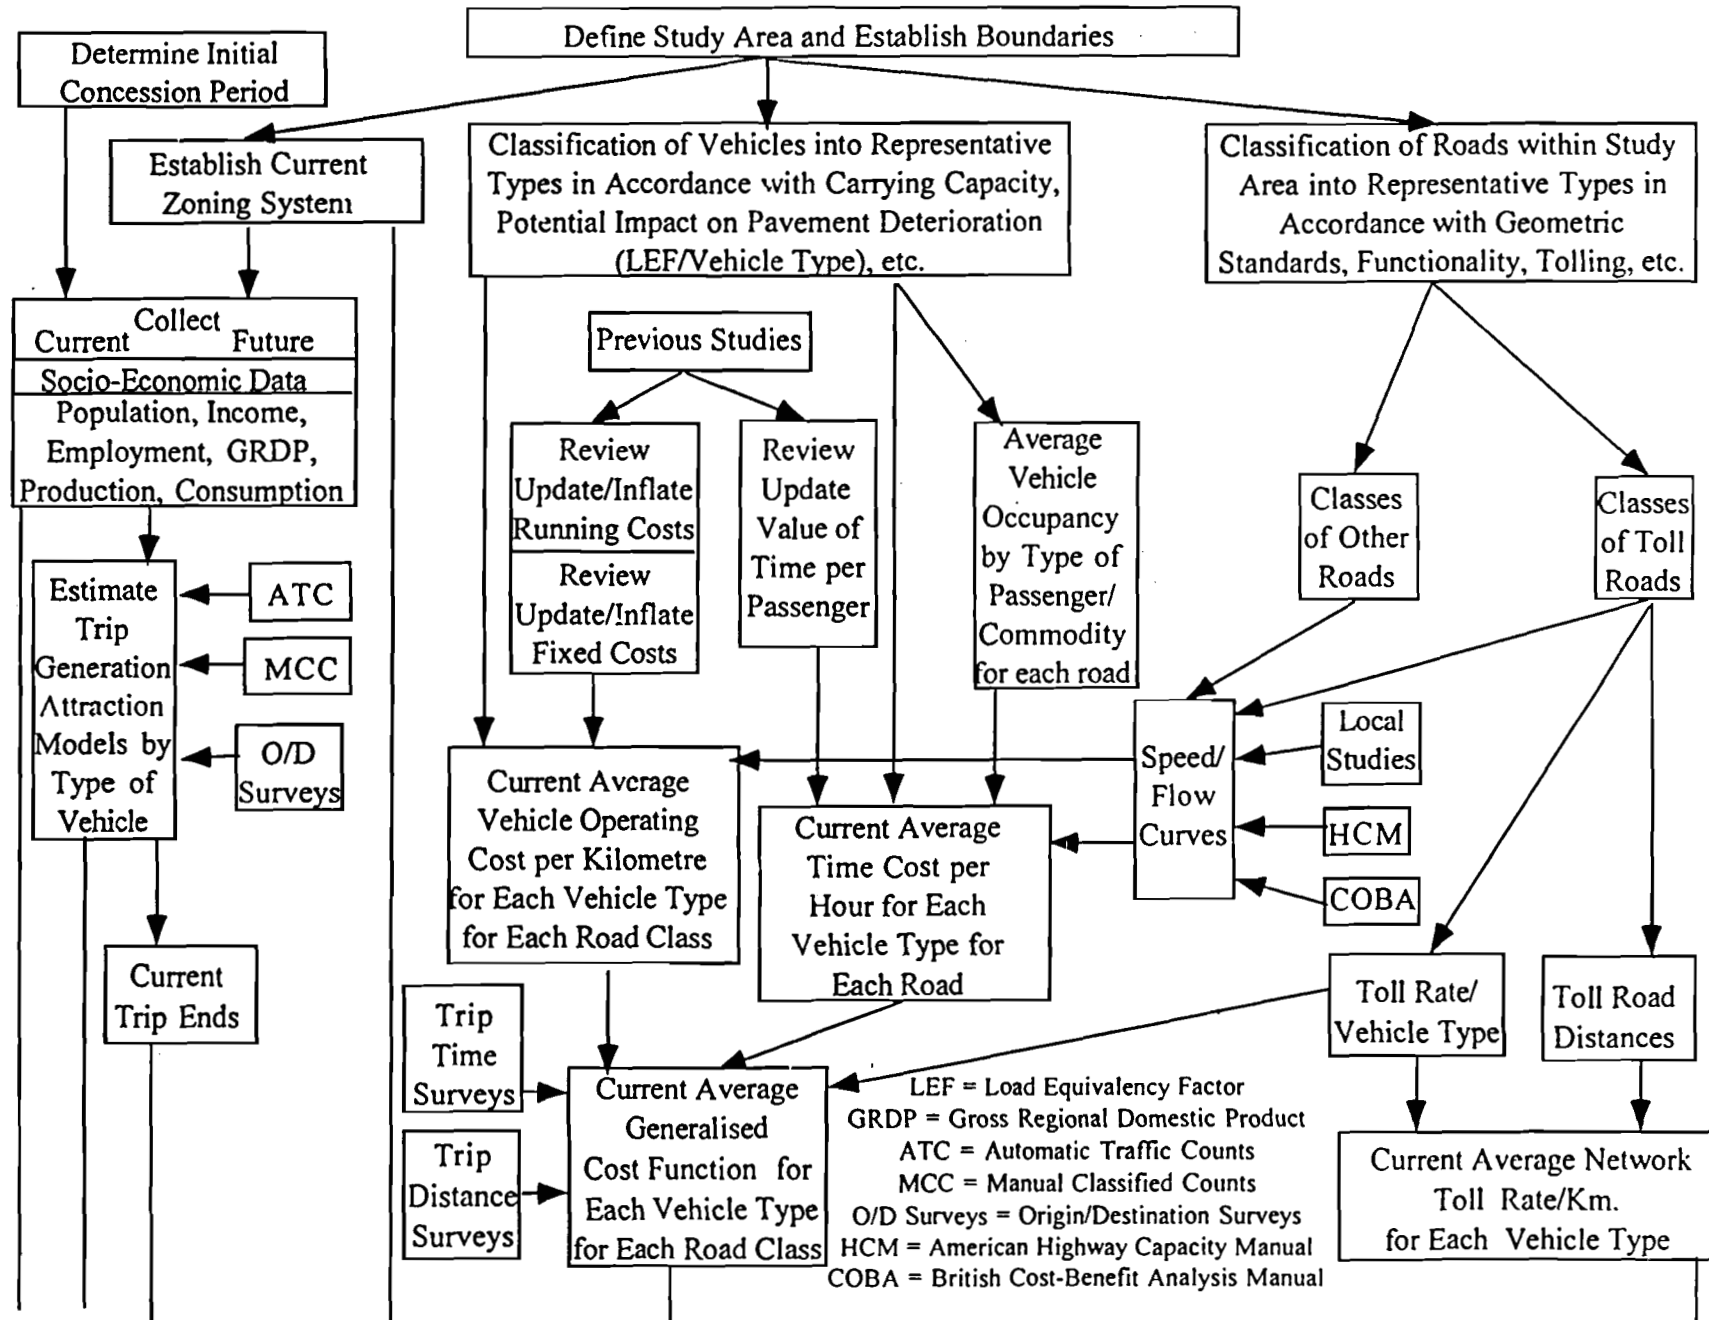 Define Study Area and Establish Boundaries
Determine Initial
Concession Period
Establish Current
Zoning System
Classification of Vehicles into Representative
Types in Accordance with Carrying Capacity,
Potential Impact on Pavement Deterioration
(LEF/Vehicle Type), etc.
Classification of Roads within Study
Area into Representative Types in
Accordance with Geometric
Standards, Functionality, Tolling, etc.
Collect
Current Future
Socio-Economic Data
Population, Income,
Employment, GRDP,
Production, Consumption
Previous Studies
Review
Update/Inflate
Running Costs
Review
Update/Inflate
Fixed Costs
Review
Update
Value of
Time per
Passenger
Average
Vehicle
Occupancy
by Type of
Passenger/
Commodity
for each road
Classes
of Other
Roads
Classes
of Toll
Roads
Estimate
Trip
Generation
Attraction
Models by
Type of
Vehicle
ATC
MCC
O/D
Surveys
Speed/
Flow
Curves
Local
Studies
HCM
COBA
Current Average
Vehicle Operating
Cost per Kilometre
for Each Vehicle Type
for Each Road Class
Current Average
Time Cost per
Hour for Each
Vehicle Type for
Each Road
Current
Trip Ends
Toll Rate/
Vehicle Type
Toll Road
Distances
Trip
Time
Surveys
Trip
Distance
Surveys
Current Average
Generalised
Cost Function for
Each Vehicle Type
for Each Road Class
LEF = Load Equivalency Factor
GRDP = Gross Regional Domestic Product
ATC = Automatic Traffic Counts
MCC = Manual Classified Counts
O/D Surveys = Origin/Destination Surveys
HCM = American Highway Capacity Manual
COBA = British Cost-Benefit Analysis Manual
Current Average Network
Toll Rate/Km.
for Each Vehicle Type